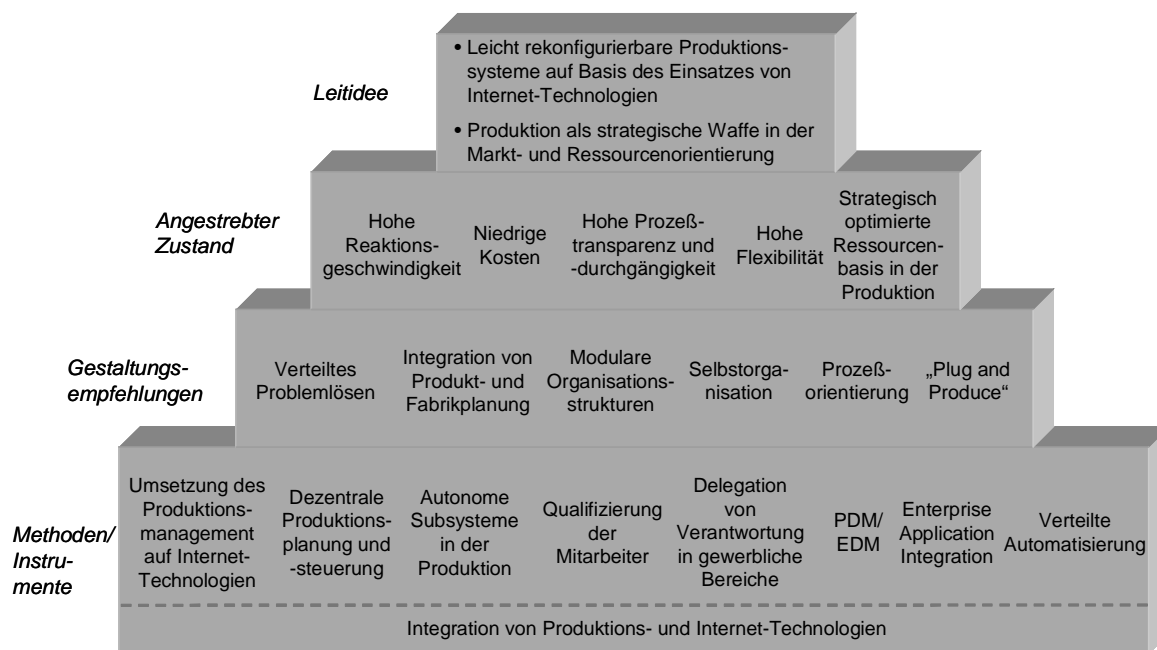 Leitidee
• Leicht rekonfigurierbare Produktions-
systeme auf Basis des Einsatzes von
Internet-Technologien
• Produktion als strategische Waffe in der
Markt- und Ressourcenorientierung
Angestrebter
Zustand
Hohe
Reaktions-
geschwindigkeit
Niedrige
Kosten
Hohe Prozeß-
transparenz und
-durchgängigkeit
Hohe
Flexibilität
Strategisch
optimierte
Ressourcen-
basis in der
Produktion
Gestaltungs-
empfehlungen
Verteiltes
Problemlösen
Integration von
Produkt- und
Fabrikplanung
Modulare
Organisations-
strukturen
Selbstorga-
nisation
Prozeß-
orientierung
„Plug and
Produce“
Methoden/
Instru-
mente
Umsetzung des
Produktions-
management
auf Internet-
Technologien
Dezentrale
Produktions-
planung und
-steuerung
Autonome
Subsysteme
in der
Produktion
Qualifizierung
der
Mitarbeiter
Delegation
von
Verantwortung
in gewerbliche
Bereiche
PDM/
EDM
Enterprise
Application
Integration
Verteilte
Automatisierung
Integration von Produktions- und Internet-Technologien